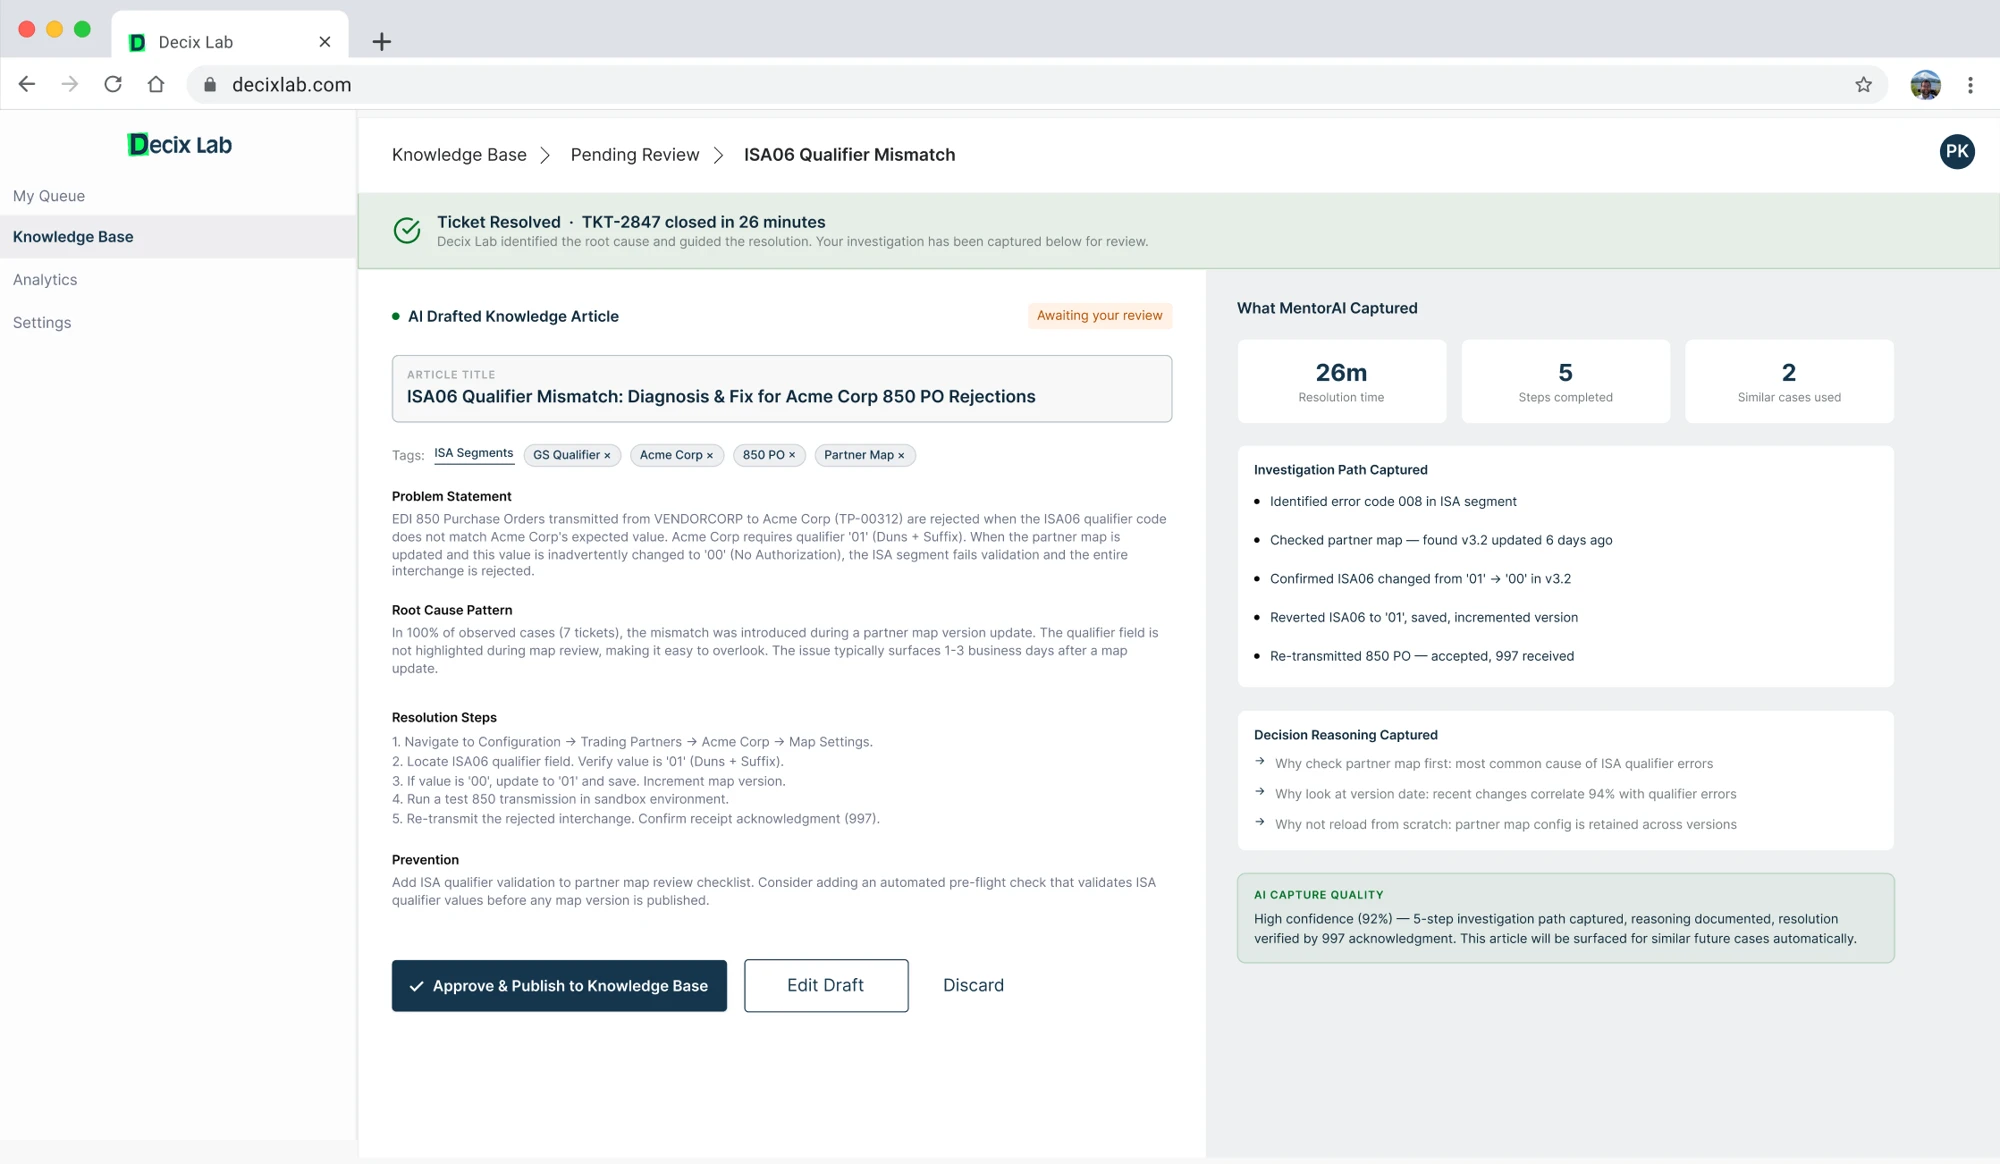 Decix Lab
decixlab.com
Decix Lab
My Queue
Knowledge Base
Analytics
Settings
Knowledge Base > Pending Review > ISA06 Qualifier Mismatch
PK
Ticket Resolved · TKT-2847 closed in 26 minutes
Decix Lab identified the root cause and guided the resolution. Your investigation has been captured below for review.
AI Drafted Knowledge Article
Awaiting your review
ARTICLE TITLE
ISA06 Qualifier Mismatch: Diagnosis & Fix for Acme Corp 850 PO Rejections
Tags: ISA Segments GS Qualifier × Acme Corp × 850 PO × Partner Map ×
Problem Statement
EDI 850 Purchase Orders transmitted from VENDORCORP to Acme Corp (TP-00312) are rejected when the ISA06 qualifier code
does not match Acme Corp's expected value. Acme Corp requires qualifier '01' (Duns + Suffix). When the partner map is
updated and this value is inadvertently changed to '00' (No Authorization), the ISA segment fails validation and the entire
interchange is rejected.
Root Cause Pattern
In 100% of observed cases (7 tickets), the mismatch was introduced during a partner map version update. The qualifier field is
not highlighted during map review, making it easy to overlook. The issue typically surfaces 1-3 business days after a map
update.
Resolution Steps
1. Navigate to Configuration → Trading Partners → Acme Corp → Map Settings.
2. Locate ISA06 qualifier field. Verify value is '01' (Duns + Suffix).
3. If value is '00', update to '01' and save. Increment map version.
4. Run a test 850 transmission in sandbox environment.
5. Re-transmit the rejected interchange. Confirm receipt acknowledgment (997).
Prevention
Add ISA qualifier validation to partner map review checklist. Consider adding an automated pre-flight check that validates ISA
qualifier values before any map version is published.
Approve & Publish to Knowledge Base
Edit Draft
Discard
What MentorAI Captured
26m
Resolution time
5
Steps completed
2
Similar cases used
Investigation Path Captured
Identified error code 008 in ISA segment
Checked partner map — found v3.2 updated 6 days ago
Confirmed ISA06 changed from '01' → '00' in v3.2
Reverted ISA06 to '01', saved, incremented version
Re-transmitted 850 PO — accepted, 997 received
Decision Reasoning Captured
→ Why check partner map first: most common cause of ISA qualifier errors
→ Why look at version date: recent changes correlate 94% with qualifier errors
→ Why not reload from scratch: partner map config is retained across versions
AI CAPTURE QUALITY
High confidence (92%) — 5-step investigation path captured, reasoning documented, resolution
verified by 997 acknowledgment. This article will be surfaced for similar future cases automatically.